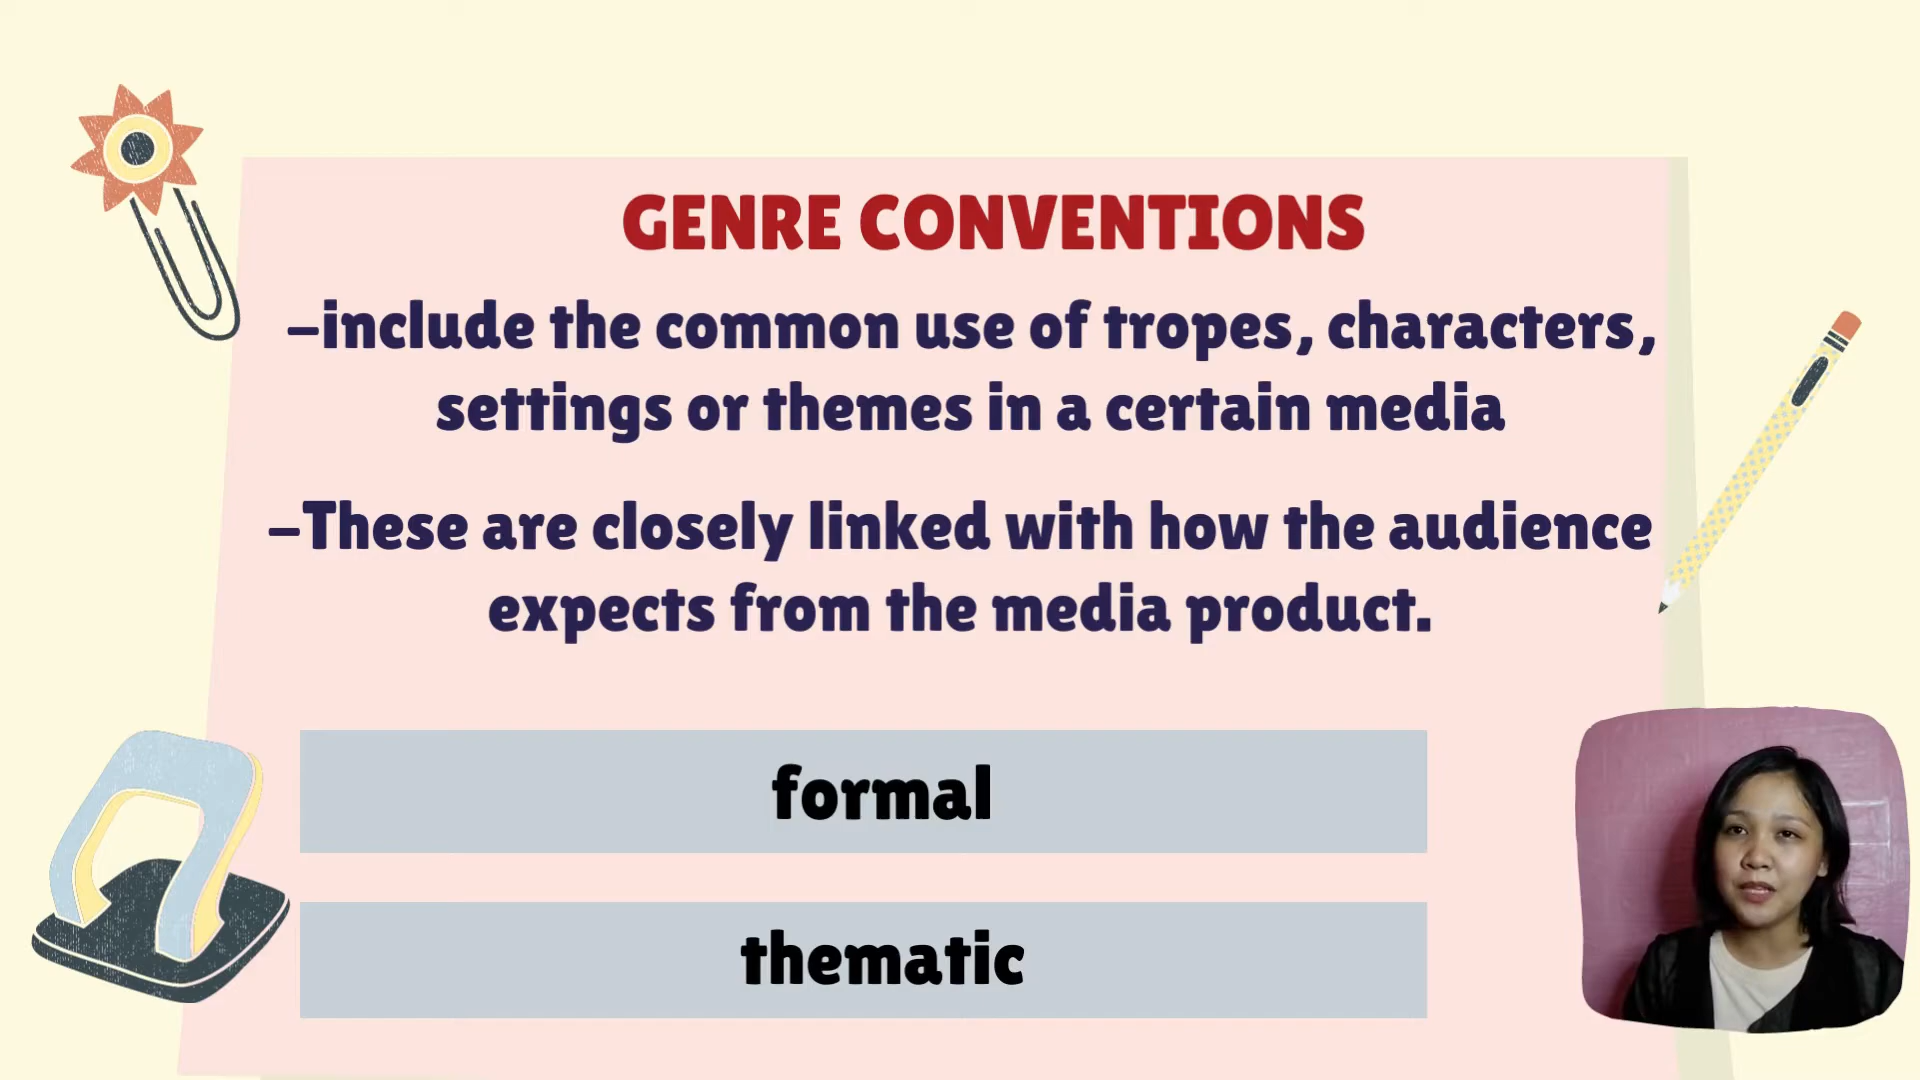 GENRE CONVENTIONS
-include the common use of tropes, characters,
settings or themes in a certain media
-These are closely linked with how the audience
expects from the media product.
formal
thematic